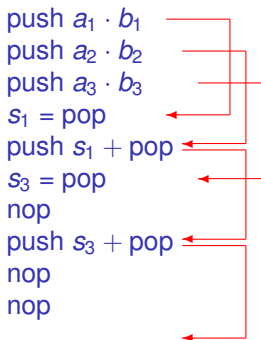 push a₁ · b₁
push a₂ · b₂
push a₃ · b₃
s₁ = pop
push s₁ + pop
s₃ = pop
nop
push s₃ + pop
nop
nop